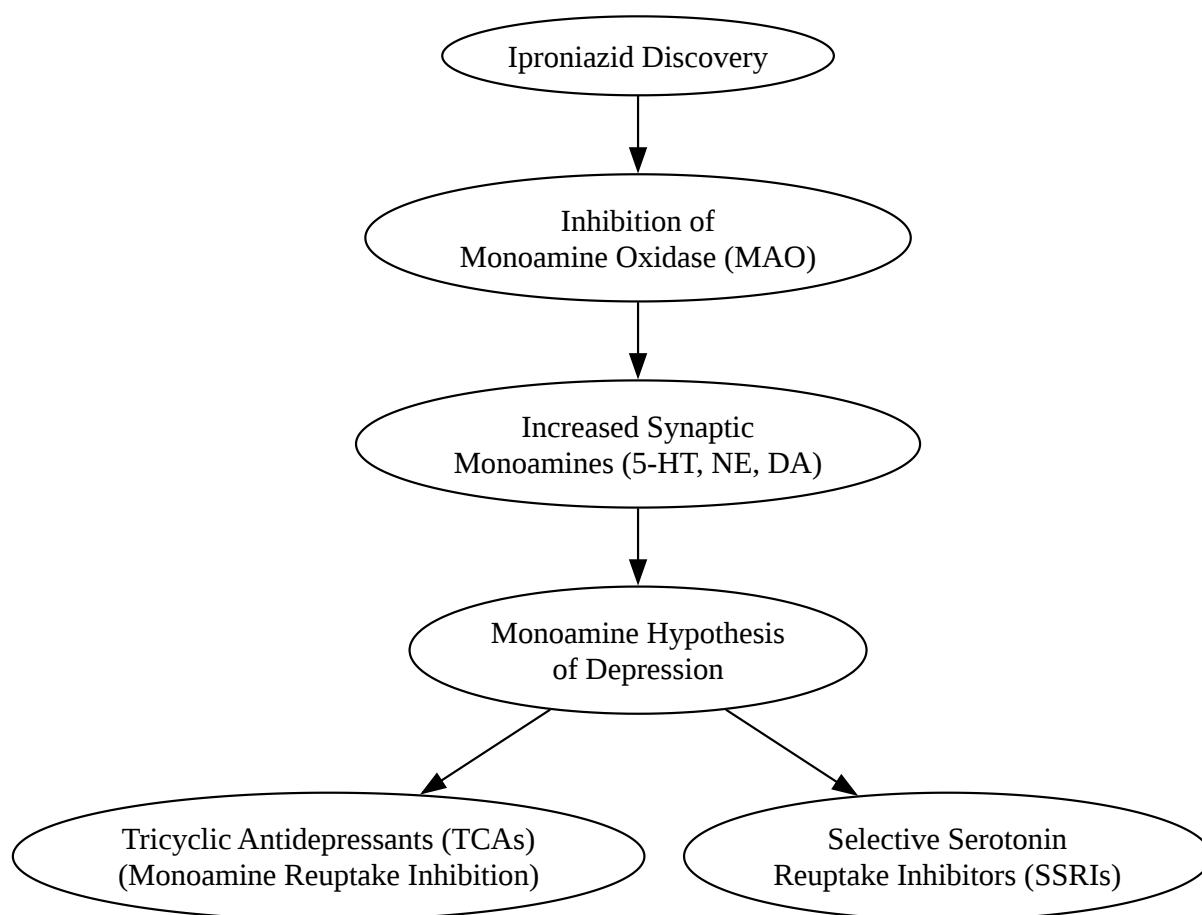 Iproniazid Discovery
Inhibition of
Monoamine Oxidase (MAO)
Increased Synaptic
Monoamines (5-HT, NE, DA)
Monoamine Hypothesis
of Depression
Tricyclic Antidepressants (TCAs)
(Monoamine Reuptake Inhibition)
Selective Serotonin
Reuptake Inhibitors (SSRIs)